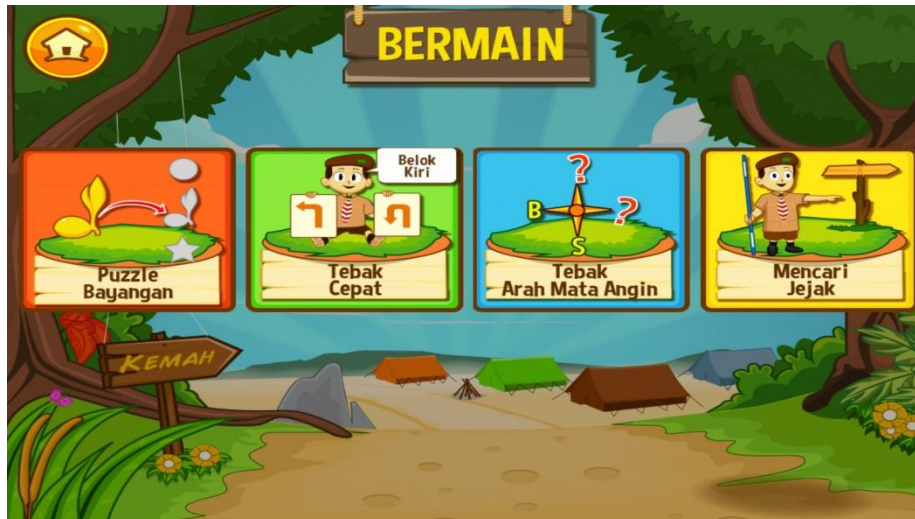 BERMAIN
Puzzle
Bayangan
Belok
Kiri
Tebak
Cepat
?
B
?
S
Tebak
Arah Mata Angin
Mencari
Jejak
KEMAH